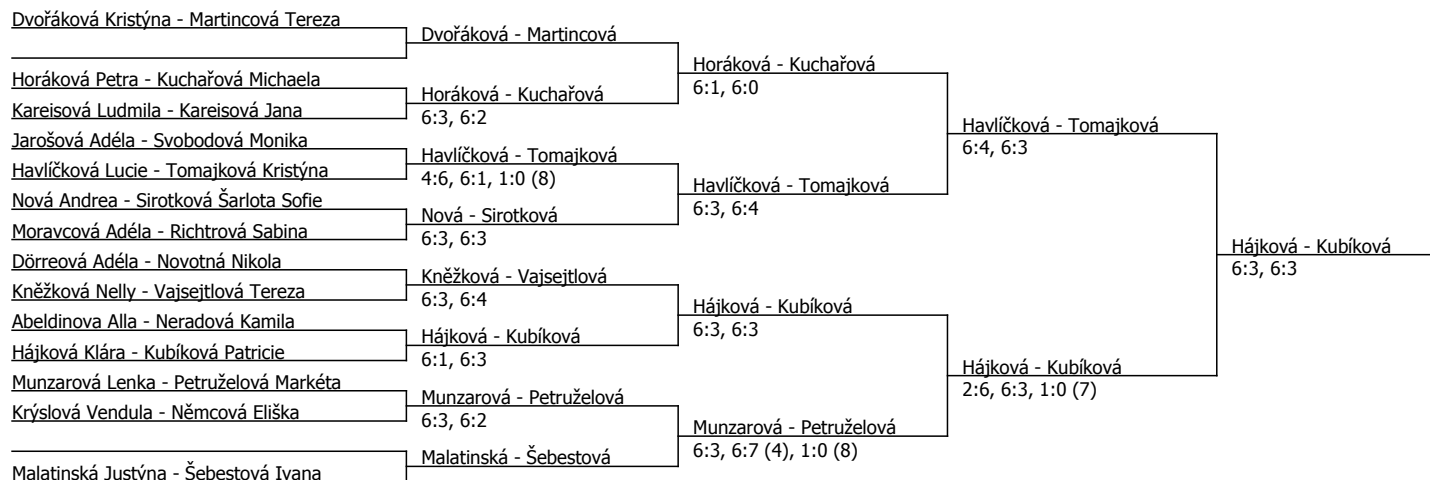 Dvořáková Kristýna - Martincová Tereza
Horáková Petra - Kuchařová Michaela
Kareisová Ludmila - Kareisová Jana
Jarošová Adéla - Svobodová Monika
Havlíčková Lucie - Tomajková Kristýna
Nová Andrea - Sirotková Šarlota Sofie
Moravcová Adéla - Richtrová Sabina
Dörreová Adéla - Novotná Nikola
Kněžková Nelly - Vajsejtlová Tereza
Abeldinova Alla - Neradová Kamila
Hájková Klára - Kubíková Patricie
Munzarová Lenka - Petruželová Markéta
Krýslová Vendula - Němcová Eliška
Malatinská Justýna - Šebestová Ivana
Dvořáková - Martincová
Horáková - Kuchařová
6:3, 6:2
Havlíčková - Tomajková
4:6, 6:1, 1:0 (8)
Nová - Sirotková
6:3, 6:3
Kněžková - Vajsejtlová
6:3, 6:4
Hájková - Kubíková
6:1, 6:3
Munzarová - Petruželová
6:3, 6:2
Malatinská - Šebestová
Horáková - Kuchařová
6:1, 6:0
Havlíčková - Tomajková
6:3, 6:4
Hájková - Kubíková
6:3, 6:3
Munzarová - Petruželová
6:3, 6:7 (4), 1:0 (8)
Havlíčková - Tomajková
6:4, 6:3
Hájková - Kubíková
2:6, 6:3, 1:0 (7)
Hájková - Kubíková
6:3, 6:3